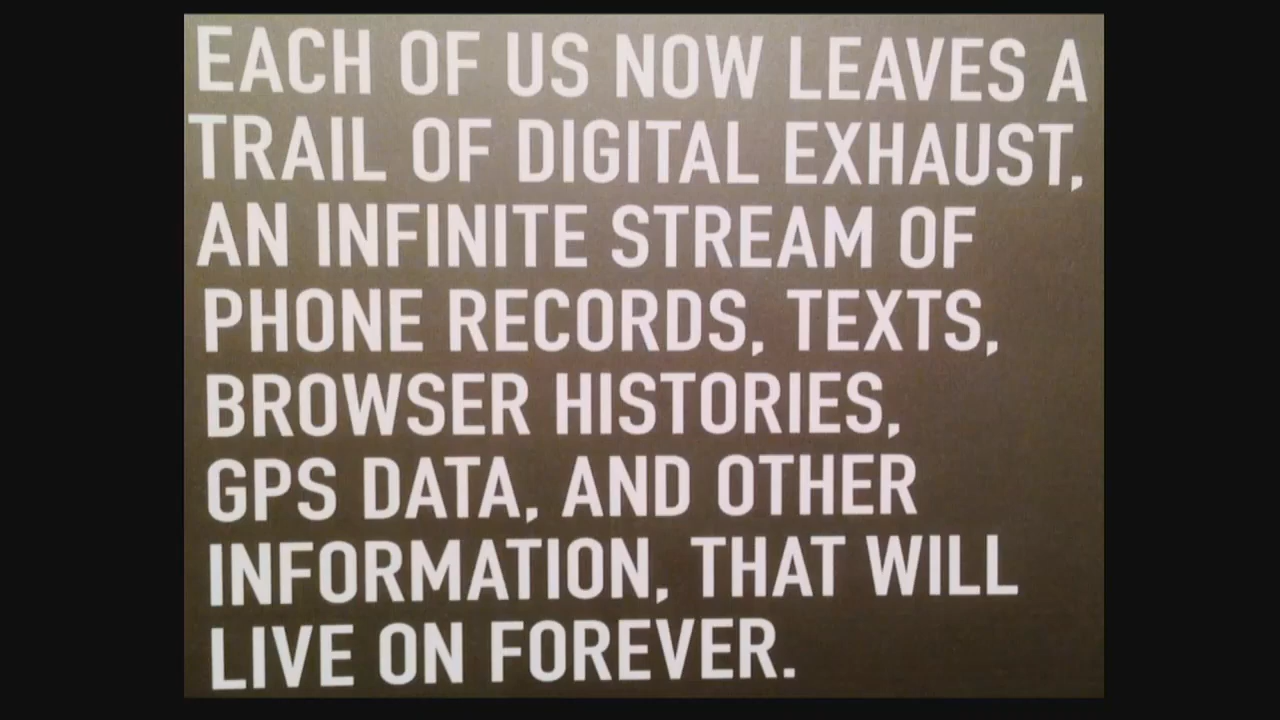 EACH OF US NOW LEAVES A
TRAIL OF DIGITAL EXHAUST,
AN INFINITE STREAM OF
PHONE RECORDS, TEXTS,
BROWSER HISTORIES,
GPS DATA, AND OTHER
INFORMATION, THAT WILL
LIVE ON FOREVER.